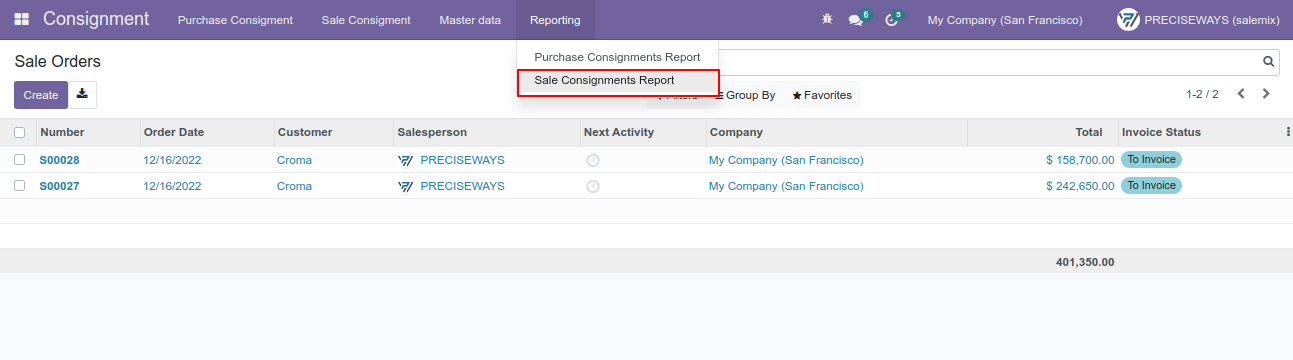 Consignment Purchase Consigment Sale Consigment Master data Reporting 6 5 My Company (San Francisco) PRECISEWAYS (salemix)
Purchase Consignments Report
Sale Orders
Sale Consignments Report
Create Filters Group By Favorites 1-2 / 2
Number Order Date Customer Salesperson Next Activity Company Total Invoice Status
S00028 12/16/2022 Croma PRECISEWAYS My Company (San Francisco) $ 158,700.00 To Invoice
S00027 12/16/2022 Croma PRECISEWAYS My Company (San Francisco) $ 242,650.00 To Invoice
401,350.00